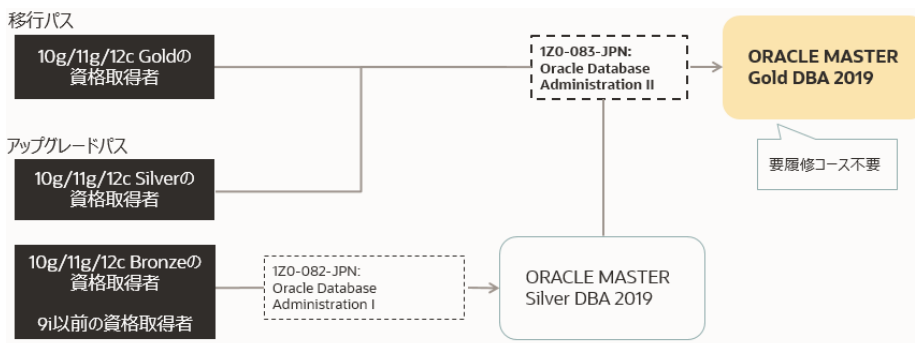 移行パス
10g/11g/12c Goldの
資格取得者
1Z0-083-JPN:
Oracle Database
Administration II
ORACLE MASTER
Gold DBA 2019
要履修コース不要
アップグレードパス
10g/11g/12c Silverの
資格取得者
10g/11g/12c Bronzeの
資格取得者
9i以前の資格取得者
1Z0-082-JPN:
Oracle Database
Administration I
ORACLE MASTER
Silver DBA 2019